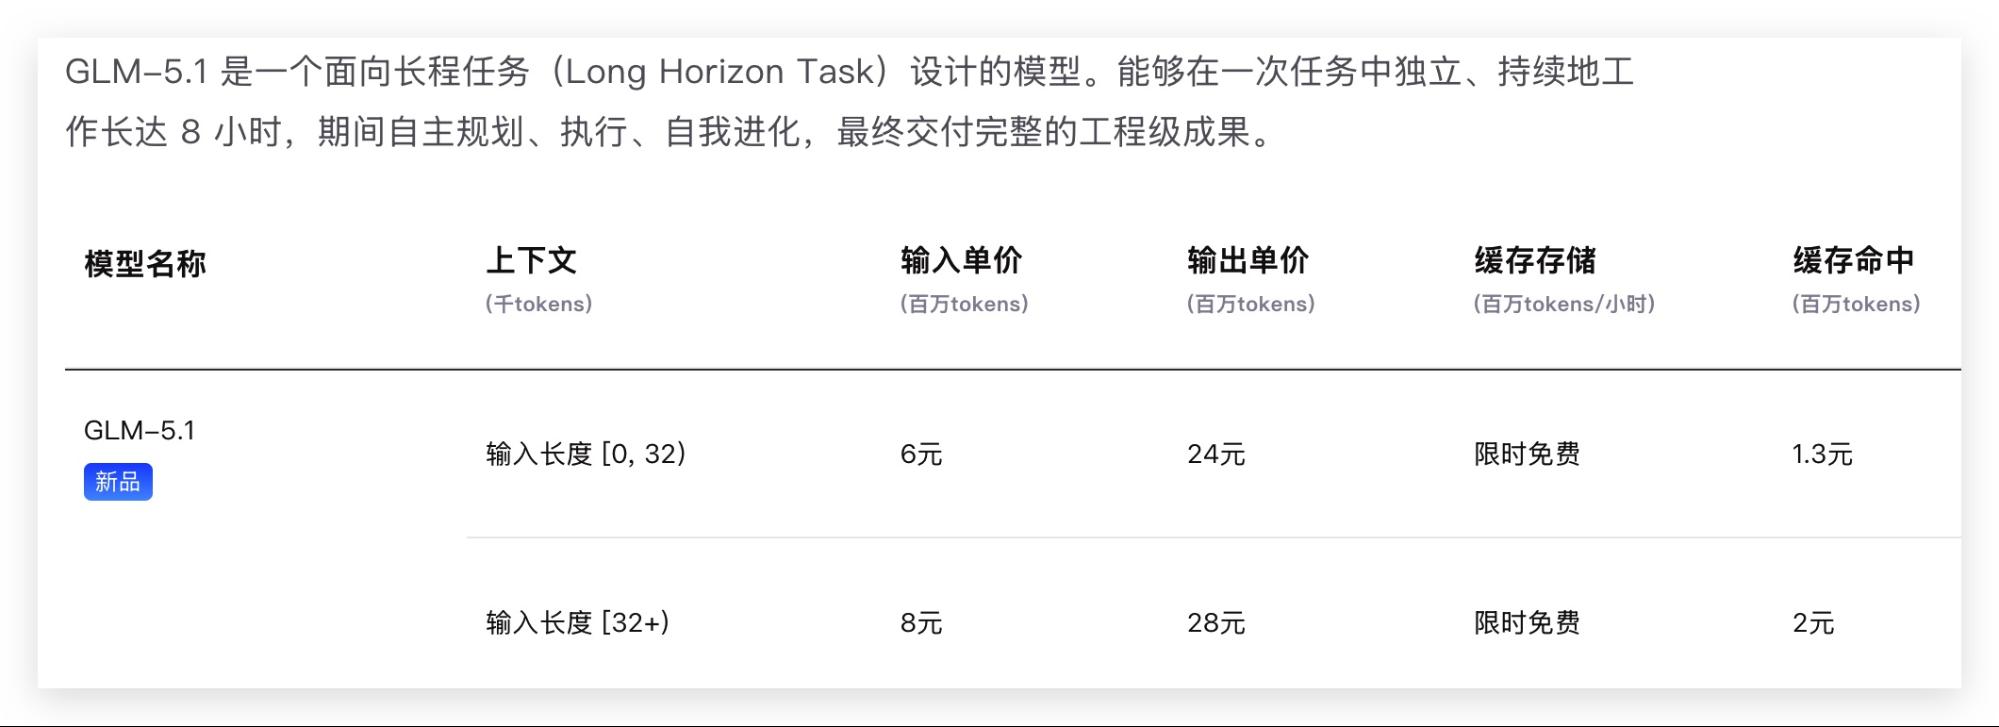 GLM-5.1 是一个面向长程任务（Long Horizon Task）设计的模型。能够在一次任务中独立、持续地工
作长达 8 小时，期间自主规划、执行、自我进化，最终交付完整的工程级成果。
模型名称 上下文 输入单价 输出单价 缓存存储 缓存命中
(千tokens) (百万tokens) (百万tokens) (百万tokens/小时) (百万tokens)
GLM-5.1
新品
输入长度 [0, 32) 6元 24元 限时免费 1.3元
输入长度 [32+) 8元 28元 限时免费 2元